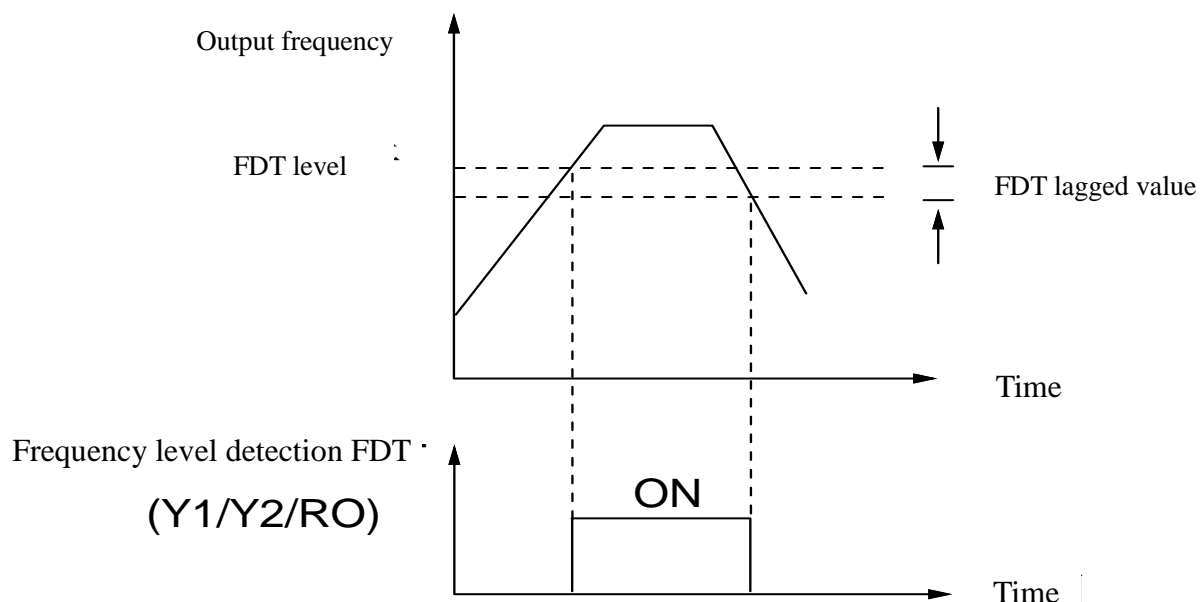 Output frequency
FDT level
FDT lagged value
Time
Frequency level detection FDT
(Y1/Y2/RO)
ON
Time